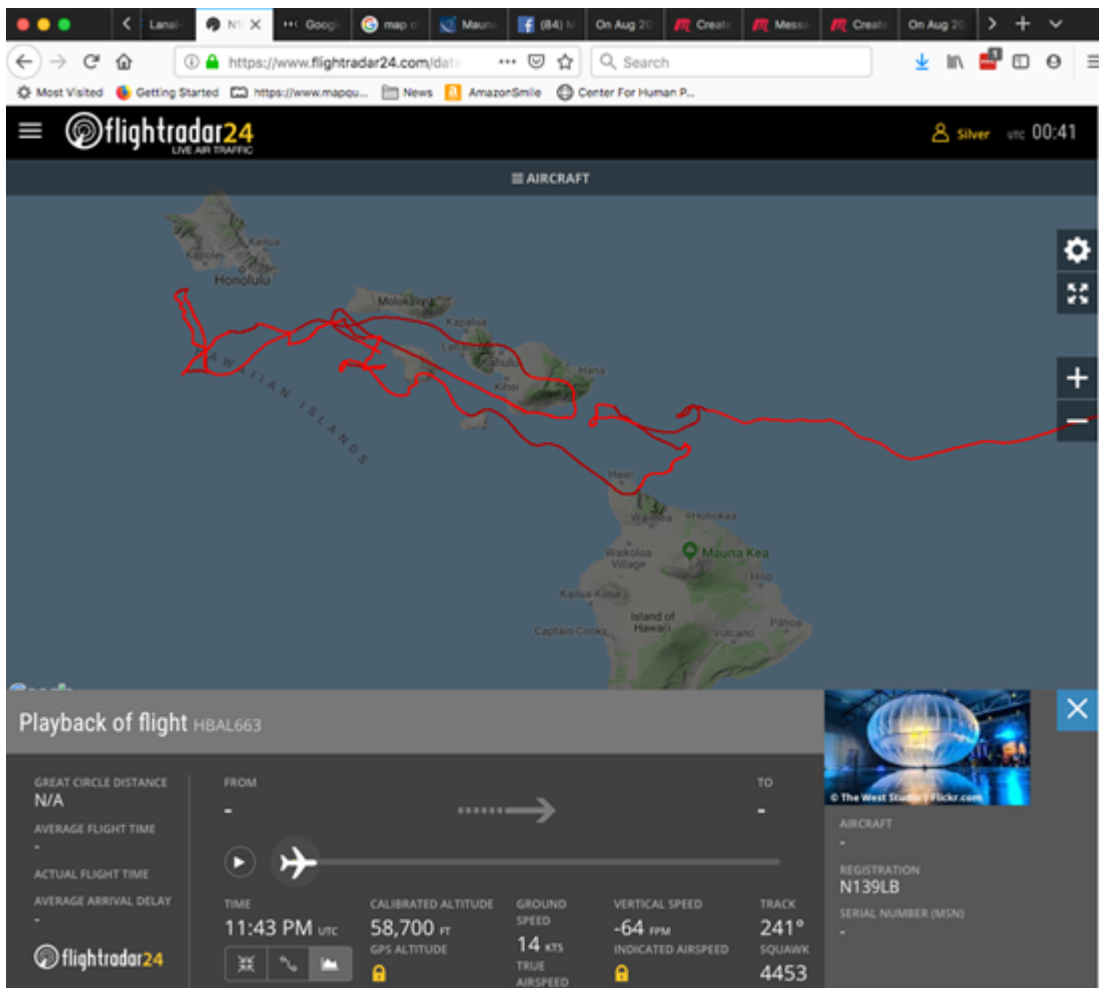 Lanai-
N1
Googl
map o
Mauna
(84) M
On Aug 20
Create
Messa
Create
On Aug 20
https://www.flightradar24.com/data
Search
1
Most Visited Getting Started https://www.mapqu... News AmazonSmile Center For Human P...
flightradar24
LIVE AIR TRAFFIC
Silver UTC 00:41
AIRCRAFT
Kailua
Kapolei
Honolulu
Molokai
Kapalua
Lahaina
Kahului
Hana
Kihei
HAWAIIAN ISLANDS
Hawi
Waimea Honokaa
Waikoloa
Village
Mauna Kea
Hilo
Kailua-Kona
Island of
Hawai'i
Captain Cook
Volcano
Pāhoa
Playback of flight HBAL663
© The West Studio | Flickr.com
GREAT CIRCLE DISTANCE
N/A
AVERAGE FLIGHT TIME
-
ACTUAL FLIGHT TIME
AVERAGE ARRIVAL DELAY
-
flightradar24
FROM
-
TO
-
TIME
11:43 PM UTC
CALIBRATED ALTITUDE
58,700 FT
GPS ALTITUDE
GROUND
SPEED
14 KTS
TRUE
AIRSPEED
VERTICAL SPEED
-64 FPM
INDICATED AIRSPEED
TRACK
241°
SQUAWK
4453
AIRCRAFT
-
REGISTRATION
N139LB
SERIAL NUMBER (MSN)
-